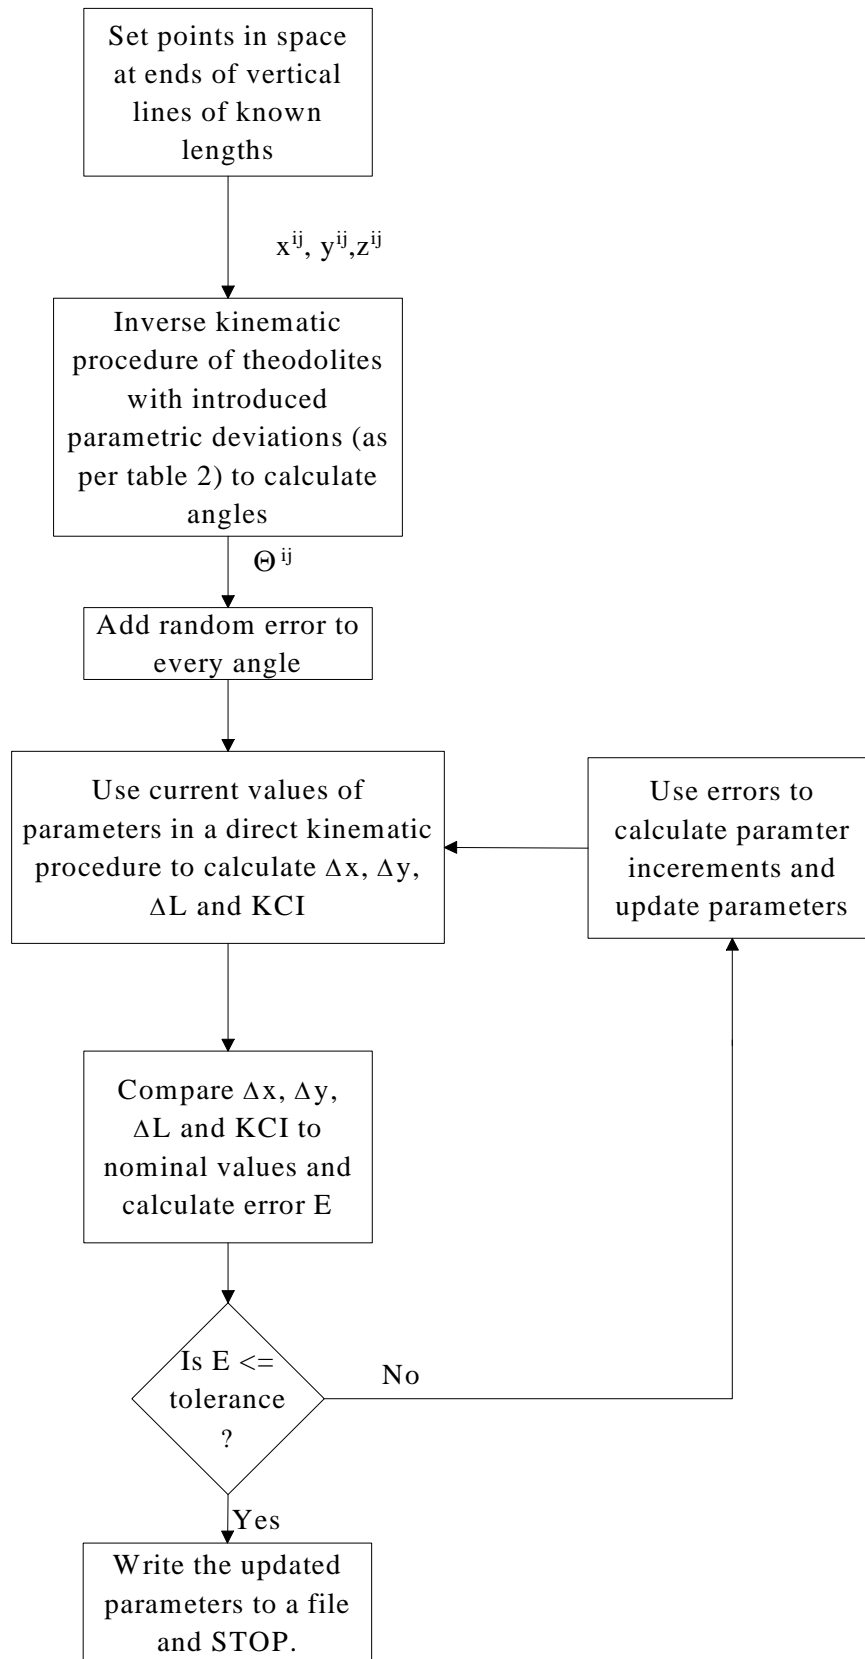 Set points in space
at ends of vertical
lines of known
lengths
x^ij, y^ij,z^ij
Inverse kinematic
procedure of theodolites
with introduced
parametric deviations (as
per table 2) to calculate
angles
Θ^ij
Add random error to
every angle
Use current values of
parameters in a direct kinematic
procedure to calculate Δx, Δy,
ΔL and KCI
Use errors to
calculate paramter
incerements and
update parameters
Compare Δx, Δy,
ΔL and KCI to
nominal values and
calculate error E
Is E <=
tolerance
?
No
Yes
Write the updated
parameters to a file
and STOP.